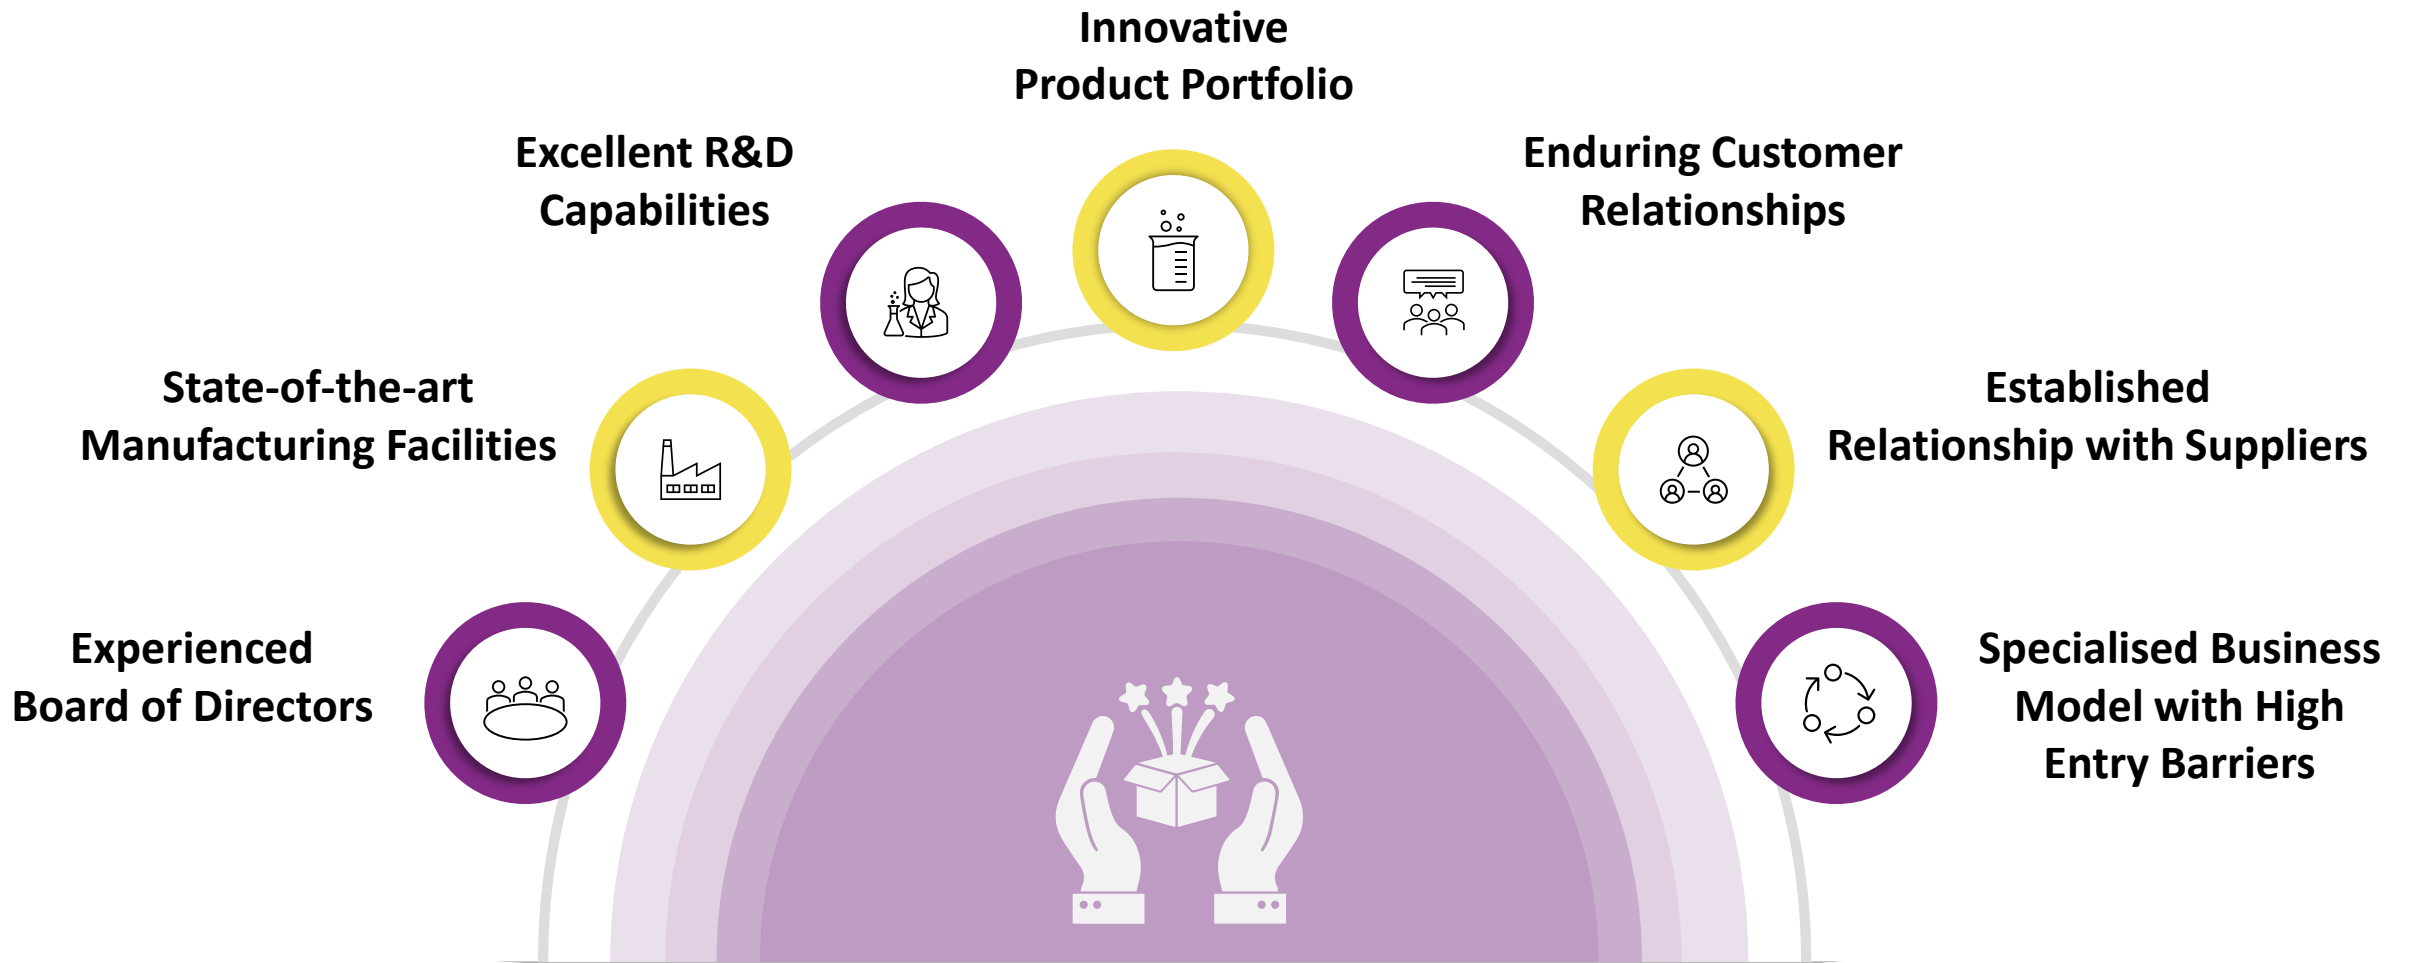 Innovative
Product Portfolio
Excellent R&D
Capabilities
Enduring Customer
Relationships
State-of-the-art
Manufacturing Facilities
Established
Relationship with Suppliers
Experienced
Board of Directors
Specialised Business
Model with High
Entry Barriers